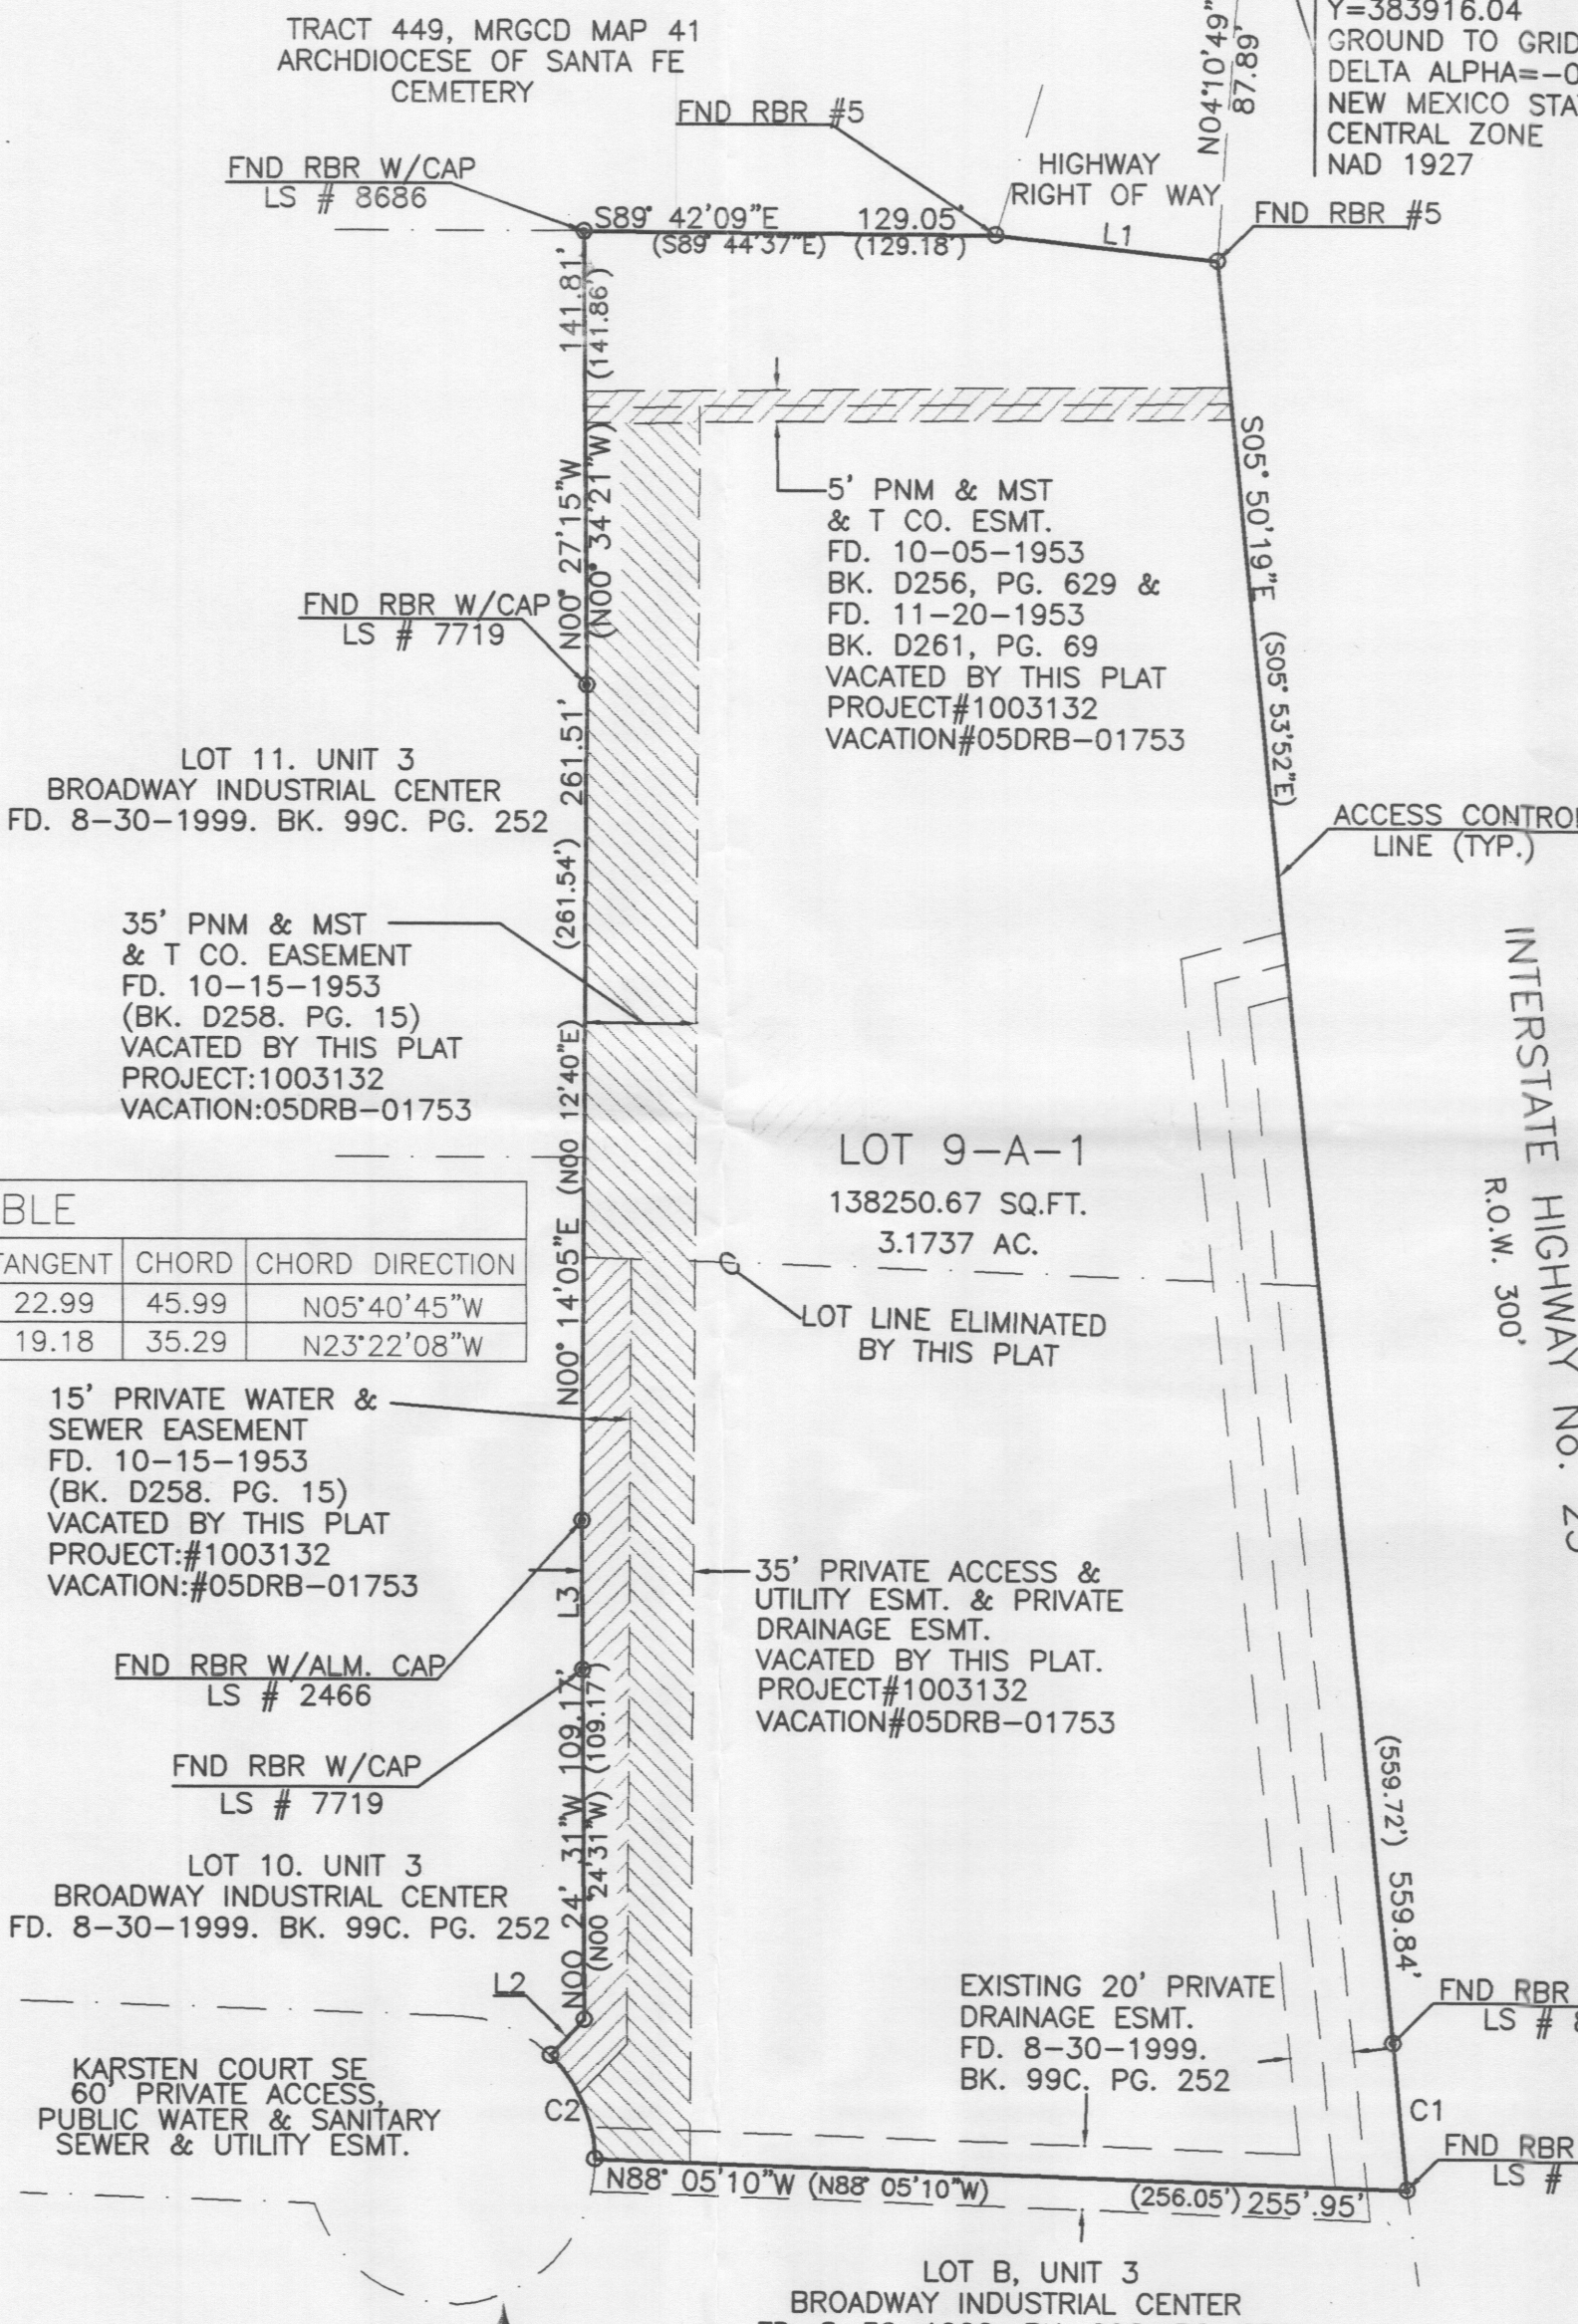 TRACT 449, MRGCD MAP 41
ARCHDIOCESE OF SANTA FE
CEMETERY
N04°10'49"
87.89'
Y=383916.04
GROUND TO GRID
DELTA ALPHA=-0
NEW MEXICO STA
CENTRAL ZONE
NAD 1927
FND RBR #5
FND RBR W/CAP
LS # 8686
HIGHWAY
RIGHT OF WAY
FND RBR #5
S89° 42'09"E 129.05'
(S89° 44'37"E) (129.18')
L1
141.81'
(141.86')
N00° 27'15"W
(N00° 34'21"W)
S05° 50'19"E (S05° 53'52"E)
5' PNM & MST
& T CO. ESMT.
FD. 10-05-1953
BK. D256, PG. 629 &
FD. 11-20-1953
BK. D261, PG. 69
VACATED BY THIS PLAT
PROJECT#1003132
VACATION#05DRB-01753
FND RBR W/CAP
LS # 7719
261.51'
(261.54')
LOT 11. UNIT 3
BROADWAY INDUSTRIAL CENTER
FD. 8-30-1999. BK. 99C. PG. 252
ACCESS CONTROL
LINE (TYP.)
35' PNM & MST
& T CO. EASEMENT
FD. 10-15-1953
(BK. D258. PG. 15)
VACATED BY THIS PLAT
PROJECT:1003132
VACATION:05DRB-01753
INTERSTATE HIGHWAY No. 25
R.O.W. 300'
N00° 14'05"E (N00 12'40"E)
LOT 9-A-1
138250.67 SQ.FT.
3.1737 AC.
BLE
TANGENT CHORD CHORD DIRECTION
22.99 45.99 N05°40'45"W
19.18 35.29 N23°22'08"W
LOT LINE ELIMINATED
BY THIS PLAT
15' PRIVATE WATER &
SEWER EASEMENT
FD. 10-15-1953
(BK. D258. PG. 15)
VACATED BY THIS PLAT
PROJECT:#1003132
VACATION:#05DRB-01753
L3
35' PRIVATE ACCESS &
UTILITY ESMT. & PRIVATE
DRAINAGE ESMT.
VACATED BY THIS PLAT.
PROJECT#1003132
VACATION#05DRB-01753
FND RBR W/ALM. CAP
LS # 2466
FND RBR W/CAP
LS # 7719
N00 24' 31"W 109.17'
(N00°24'31"W) (109.17')
(559.72') 559.84'
LOT 10. UNIT 3
BROADWAY INDUSTRIAL CENTER
FD. 8-30-1999. BK. 99C. PG. 252
L2
EXISTING 20' PRIVATE
DRAINAGE ESMT.
FD. 8-30-1999.
BK. 99C. PG. 252
FND RBR
LS # 8
KARSTEN COURT SE
60' PRIVATE ACCESS,
PUBLIC WATER & SANITARY
SEWER & UTILITY ESMT.
C2
C1
FND RBR
LS #
N88° 05'10"W (N88° 05'10"W) (256.05') 255'.95'
LOT B, UNIT 3
BROADWAY INDUSTRIAL CENTER